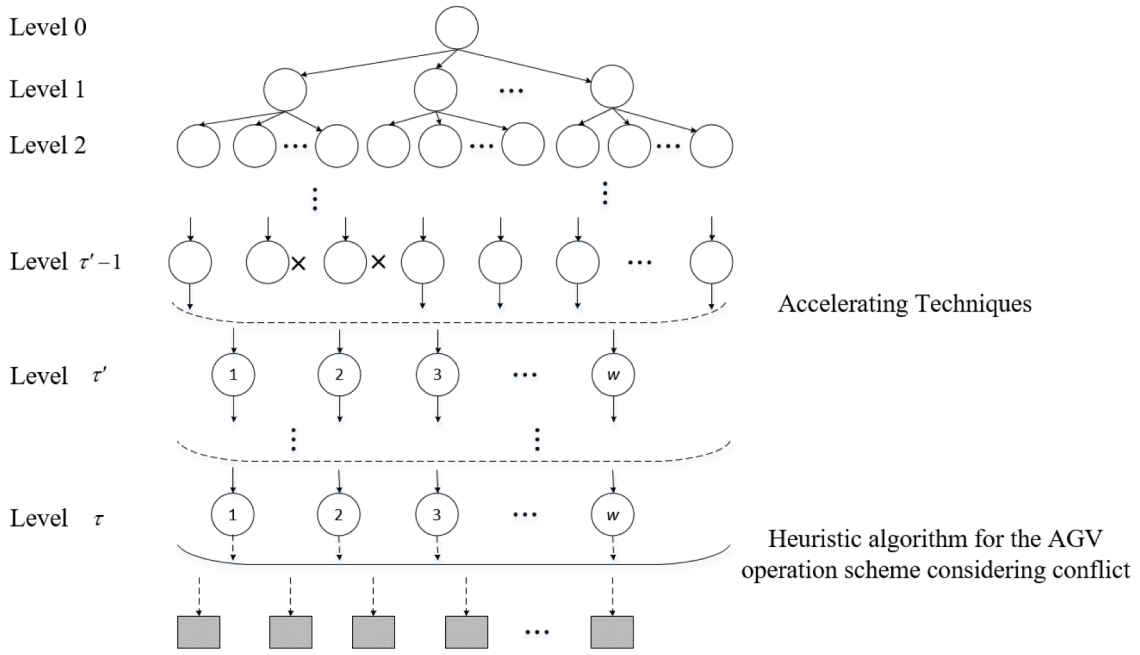 Level 0
Level 1
Level 2
Level τ′−1
Accelerating Techniques
Level τ′
1 2 3 w
Level τ
1 2 3 w
Heuristic algorithm for the AGV
operation scheme considering conflict